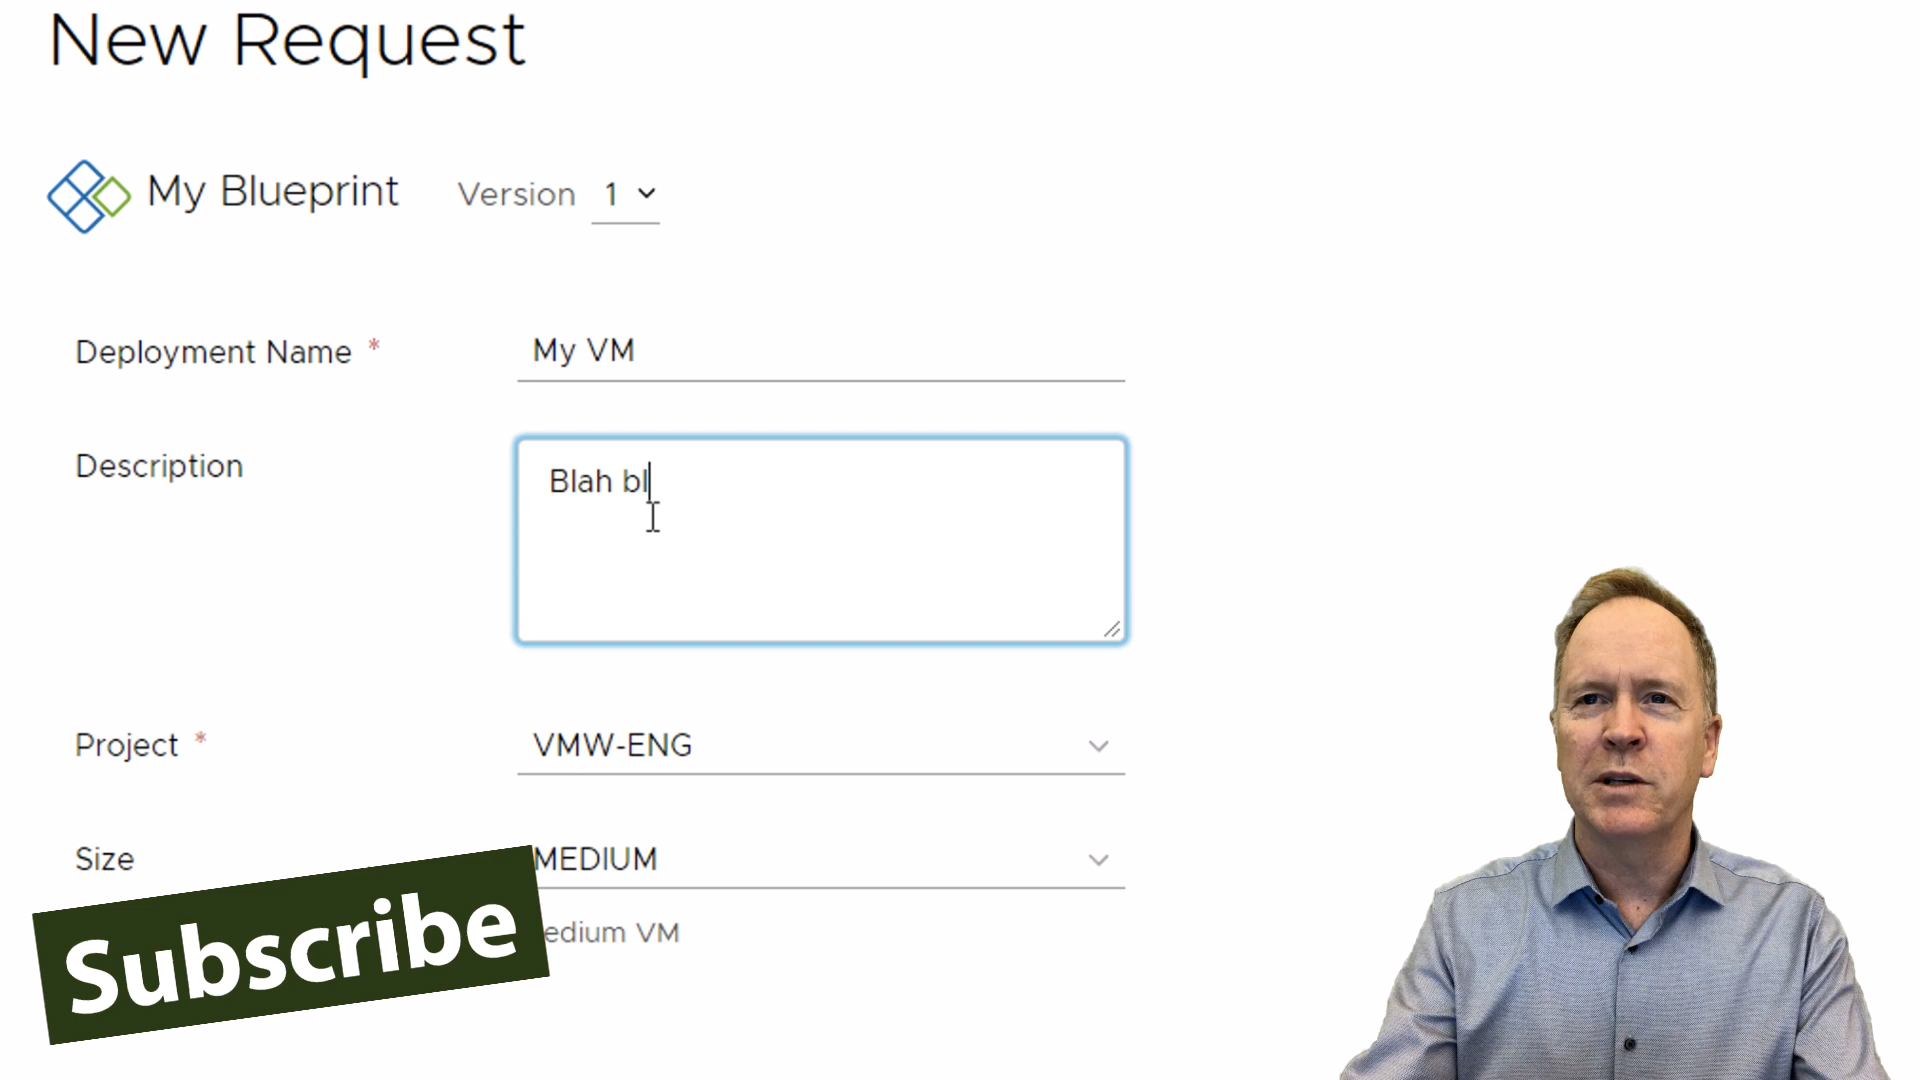 New Request
My Blueprint Version 1
Deployment Name * My VM
Description
Blah bl
Project * VMW-ENG
Size MEDIUM
edium VM
Subscribe